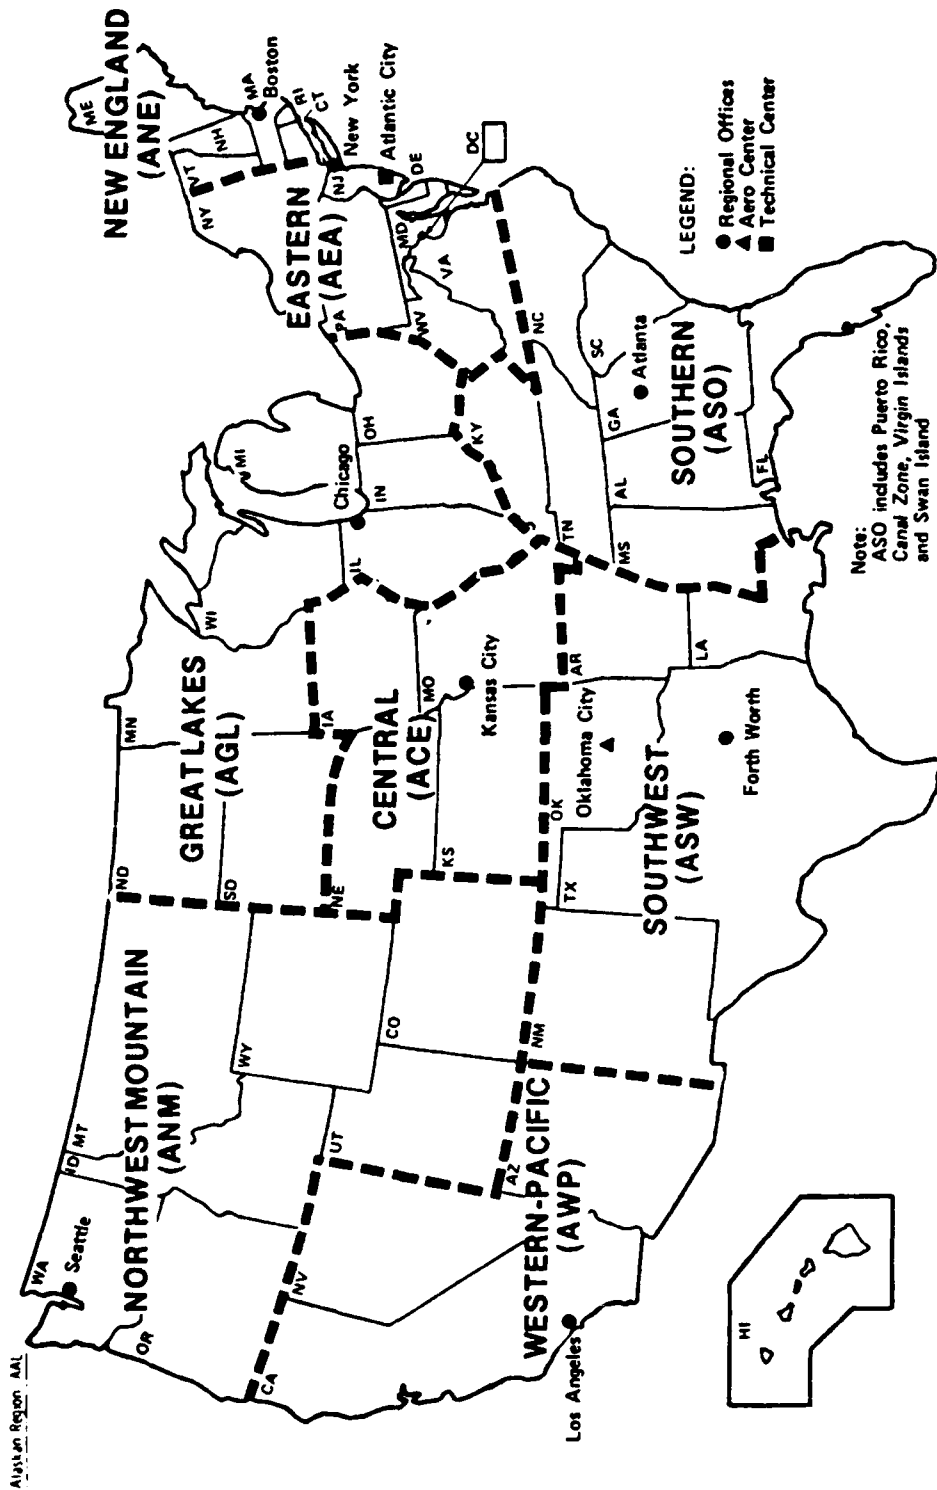 Alaskan Region AAL
WA
Seattle
ID
MT
OR
NORTHWEST MOUNTAIN
(ANM)
WY
CA
NV
UT
CO
AZ
NM
WESTERN-PACIFIC
(AWP)
Los Angeles
HI
ND
MN
SD
WI
GREAT LAKES
(AGL)
MI
Chicago
IL
IN
OH
NE
IA
CENTRAL
(ACE)
MO
KS
Kansas City
TX
OK
Oklahoma City
AR
LA
SOUTHWEST
(ASW)
Forth Worth
NEW ENGLAND
(ANE)
ME
VT
NH
MA
Boston
RI
CT
NY
New York
NJ
Atlantic City
EASTERN
(AEA)
PA
MD
DE
DC
WV
VA
KY
NC
TN
SC
MS
AL
GA
Atlanta
SOUTHERN
(ASO)
FL
LEGEND:
● Regional Offices
▲ Aero Center
■ Technical Center
Note:
ASO includes Puerto Rico,
Canal Zone, Virgin Islands
and Swan Island